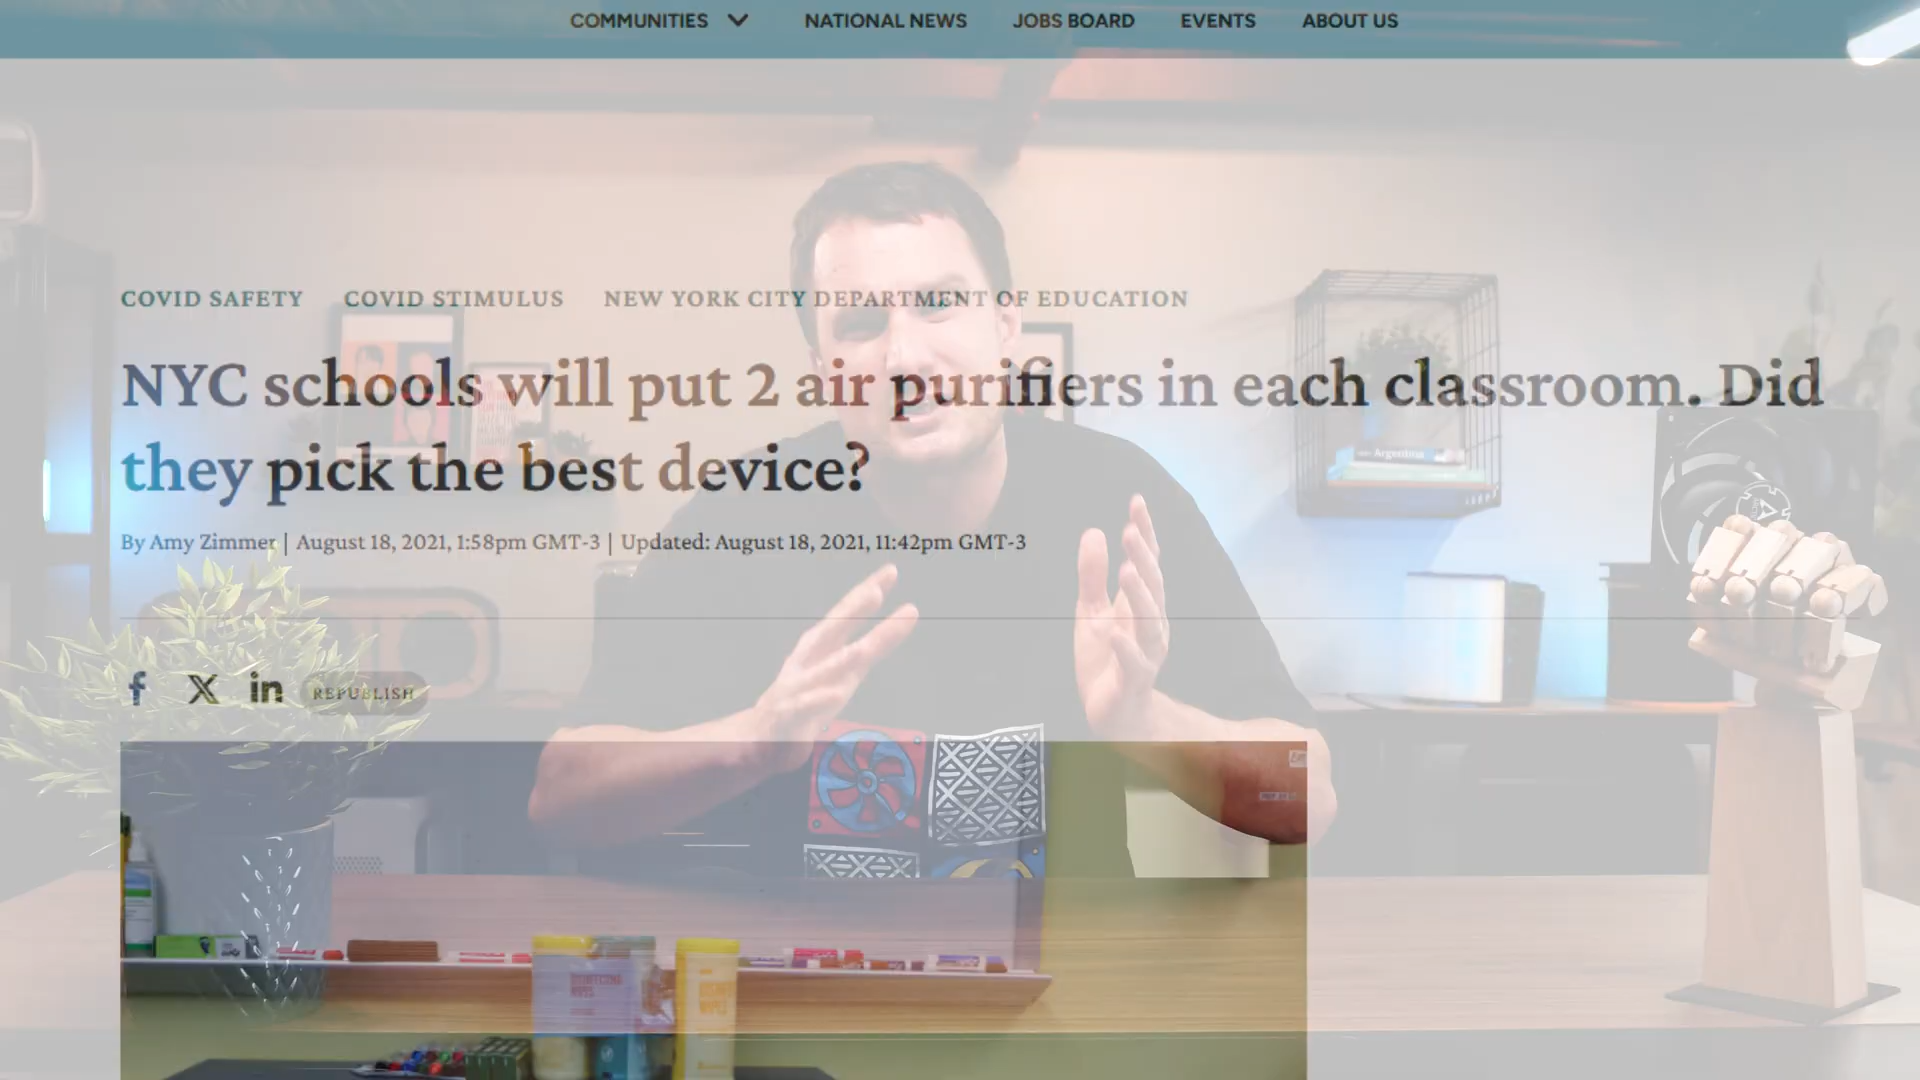 COMMUNITIES NATIONAL NEWS JOBS BOARD EVENTS ABOUT US
COVID SAFETY COVID STIMULUS NEW YORK CITY DEPARTMENT OF EDUCATION
NYC schools will put 2 air purifiers in each classroom. Did
they pick the best device?
Argentina
By Amy Zimmer | August 18, 2021, 1:58pm GMT-3 | Updated: August 18, 2021, 11:42pm GMT-3
f X in REPUBLISH